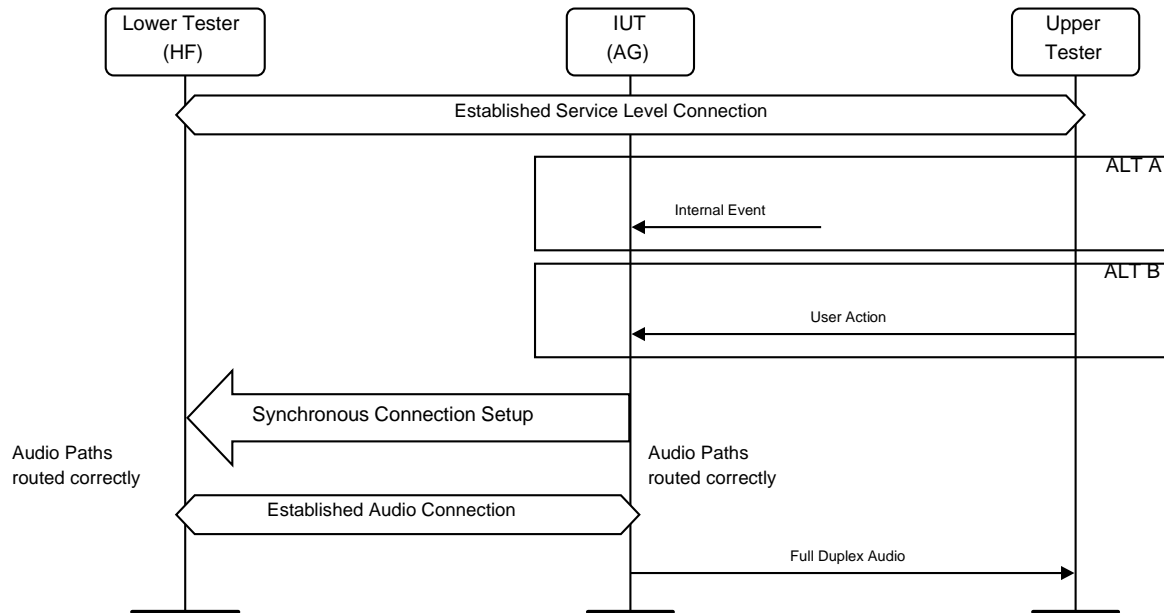 Lower Tester
(HF)
IUT
(AG)
Upper
Tester
Established Service Level Connection
ALT A
Internal Event
ALT B
User Action
Synchronous Connection Setup
Audio Paths
routed correctly
Audio Paths
routed correctly
Established Audio Connection
Full Duplex Audio